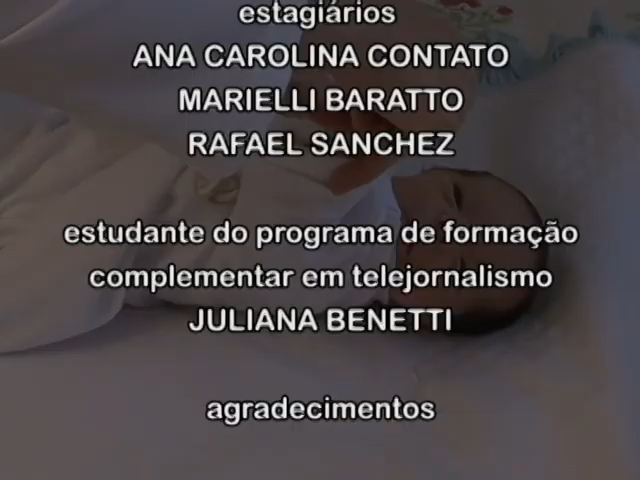 estagiários
ANA CAROLINA CONTATO
MARIELLI BARATTO
RAFAEL SANCHEZ
estudante do programa de formação
complementar em telejornalismo
JULIANA BENETTI
agradecimentos